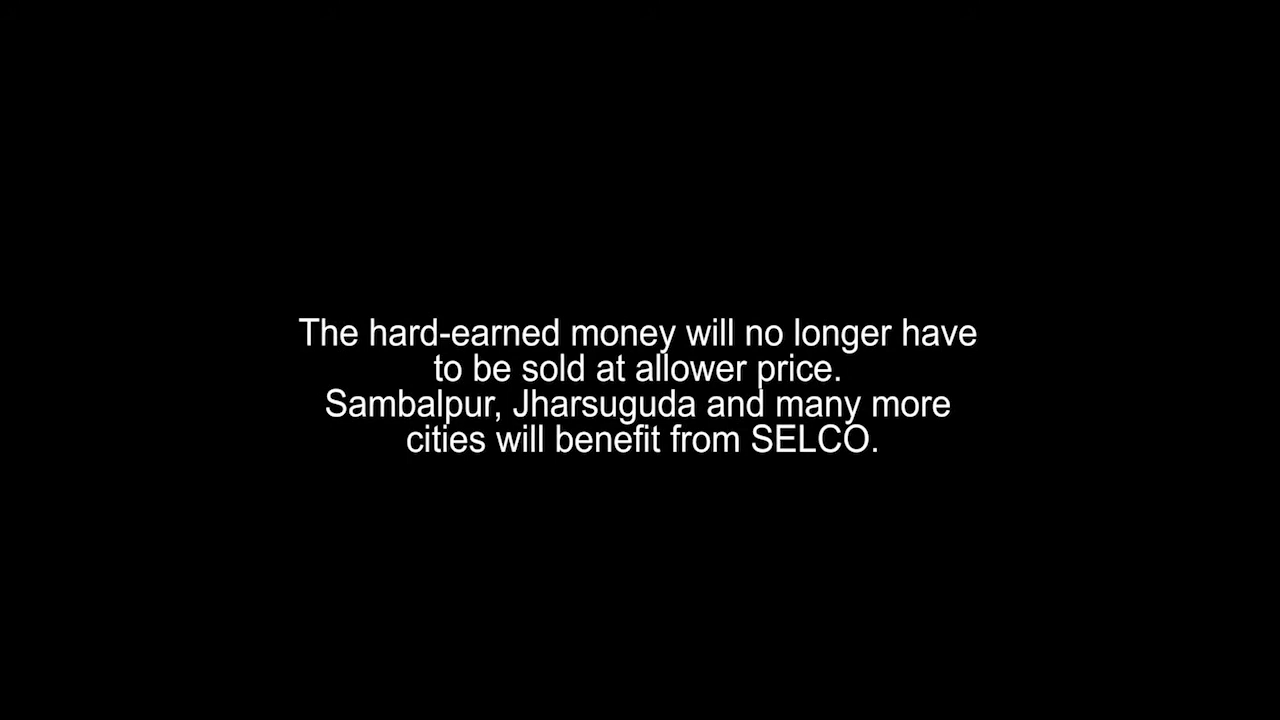 The hard-earned money will no longer have
to be sold at allower price.
Sambalpur, Jharsuguda and many more
cities will benefit from SELCO.